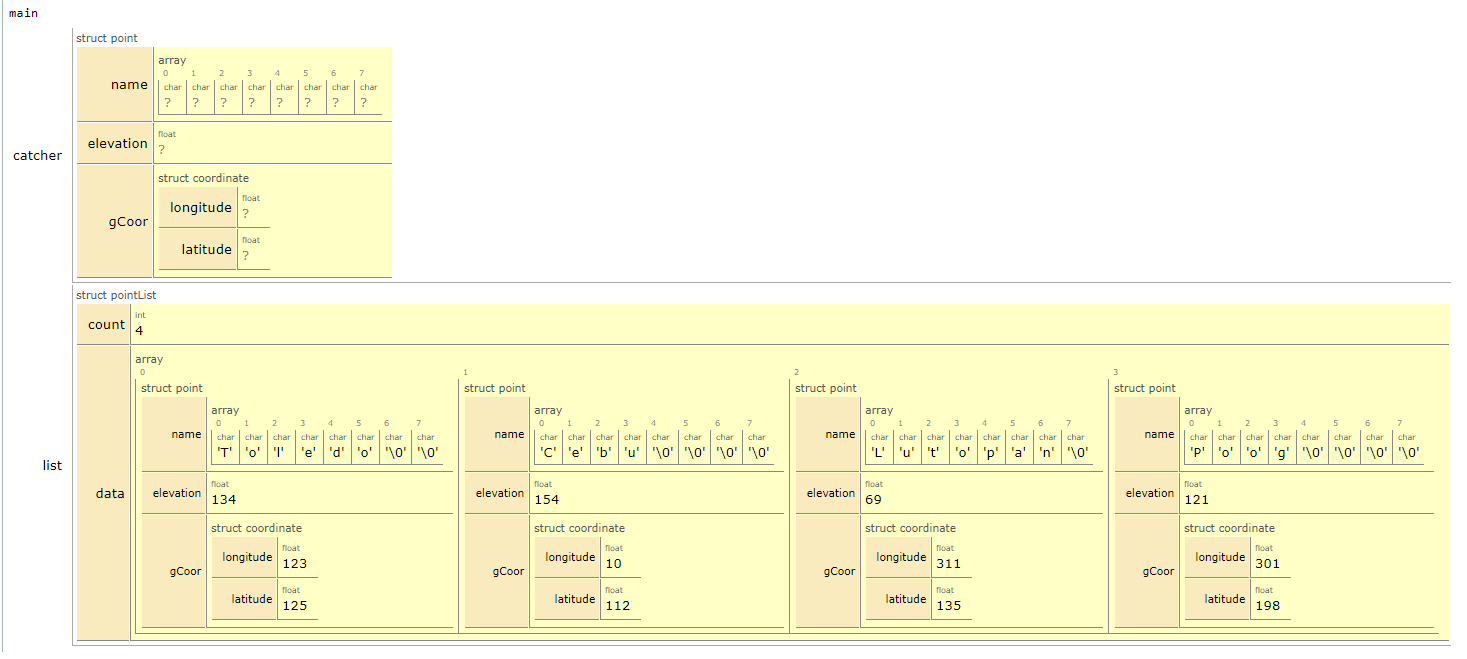 main
struct point
array
0 1 2 3 4 5 6 7
char char char char char char char char
name
? ? ? ? ? ? ? ?
float
elevation
?
catcher
struct coordinate
float
longitude
?
gCoor
float
latitude
?
struct pointList
int
count
4
array
0 1 2 3
struct point struct point struct point struct point
array array array array
0 1 2 3 4 5 6 7 0 1 2 3 4 5 6 7 0 1 2 3 4 5 6 7 0 1 2 3 4 5 6 7
name name name name
char char char char char char char char char char char char char char char char char char char char char char char char char char char char char char char char
'T' 'o' 'l' 'e' 'd' 'o' '\0' '\0' 'C' 'e' 'b' 'u' '\0' '\0' '\0' '\0' 'L' 'u' 't' 'o' 'p' 'a' 'n' '\0' 'P' 'o' 'o' 'g' '\0' '\0' '\0' '\0'
list
float float float float
data
elevation elevation elevation elevation
134 154 69 121
struct coordinate struct coordinate struct coordinate struct coordinate
float float float float
longitude 123 longitude 10 longitude 311 longitude 301
gCoor gCoor gCoor gCoor
float float float float
latitude 125 latitude 112 latitude 135 latitude 198